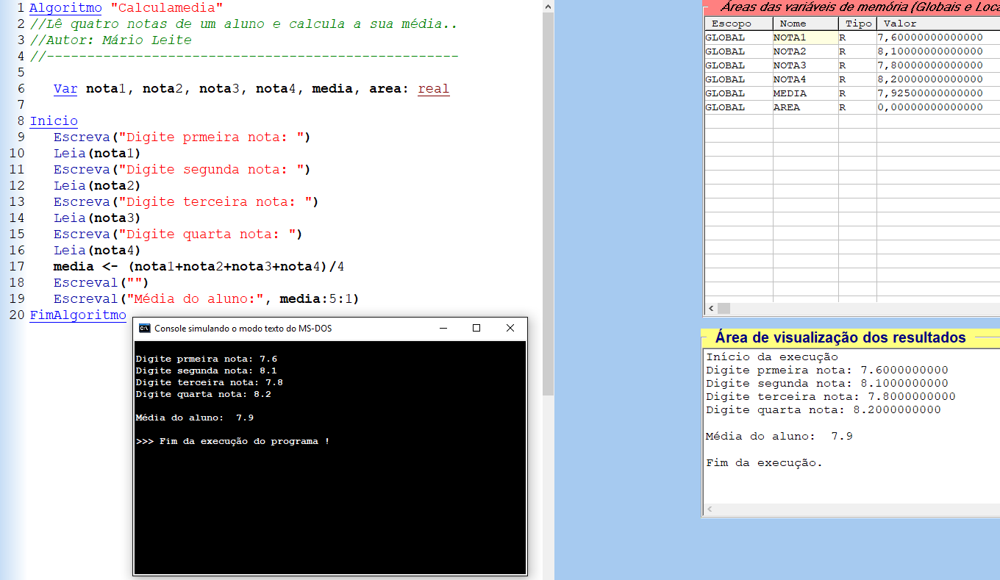 1 Algoritmo "Calculamedia"
2 //Lê quatro notas de um aluno e calcula a sua média..
3 //Autor: Mário Leite
4 //---------------------------------------------------
5
6 Var nota1, nota2, nota3, nota4, media, area: real
7
8 Inicio
9 Escreva("Digite prmeira nota: ")
10 Leia(nota1)
11 Escreva("Digite segunda nota: ")
12 Leia(nota2)
13 Escreva("Digite terceira nota: ")
14 Leia(nota3)
15 Escreva("Digite quarta nota: ")
16 Leia(nota4)
17 media <- (nota1+nota2+nota3+nota4)/4
18 Escreval("")
19 Escreval("Média do aluno:", media:5:1)
20 FimAlgoritmo
Console simulando o modo texto do MS-DOS
Digite prmeira nota: 7.6
Digite segunda nota: 8.1
Digite terceira nota: 7.8
Digite quarta nota: 8.2
Média do aluno:  7.9
>>> Fim da execução do programa !
Áreas das variáveis de memória (Globais e Loca
Escopo Nome Tipo Valor
GLOBAL NOTA1 R 7,60000000000000
GLOBAL NOTA2 R 8,10000000000000
GLOBAL NOTA3 R 7,80000000000000
GLOBAL NOTA4 R 8,20000000000000
GLOBAL MEDIA R 7,92500000000000
GLOBAL AREA R 0,00000000000000
Área de visualização dos resultados
Início da execução
Digite prmeira nota: 7.6000000000
Digite segunda nota: 8.1000000000
Digite terceira nota: 7.8000000000
Digite quarta nota: 8.2000000000
Média do aluno:  7.9
Fim da execução.